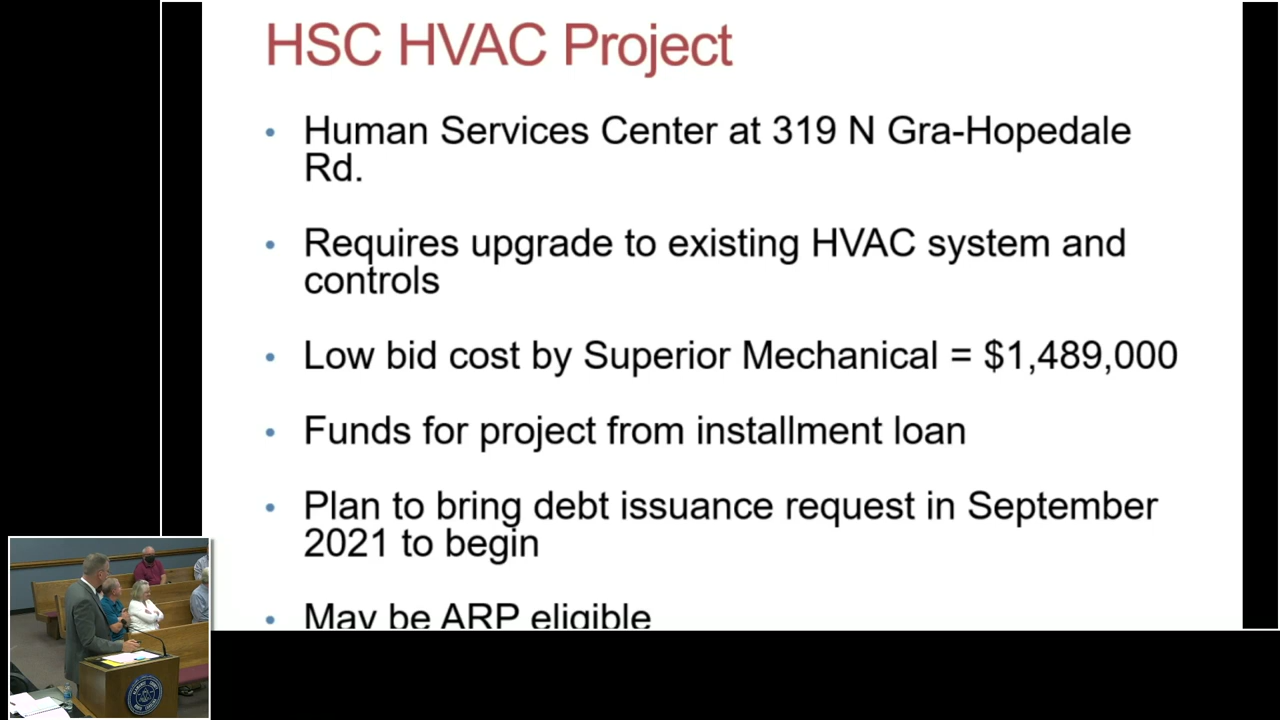 HSC HVAC Project
• Human Services Center at 319 N Gra-Hopedale
Rd.
• Requires upgrade to existing HVAC system and
controls
• Low bid cost by Superior Mechanical = $1,489,000
• Funds for project from installment loan
• Plan to bring debt issuance request in September
2021 to begin
• May be ARP eligible